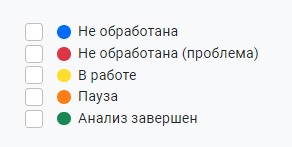 Не обработана
Не обработана (проблема)
В работе
Пауза
Анализ завершен